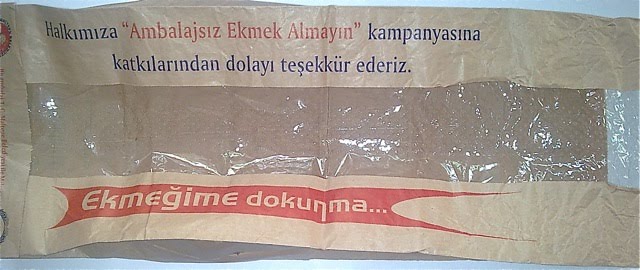 Halkımıza “Ambalajsız Ekmek Almayın” kampanyasına
katkılarından dolayı teşekkür ederiz.
Ekmeğime dokunma...